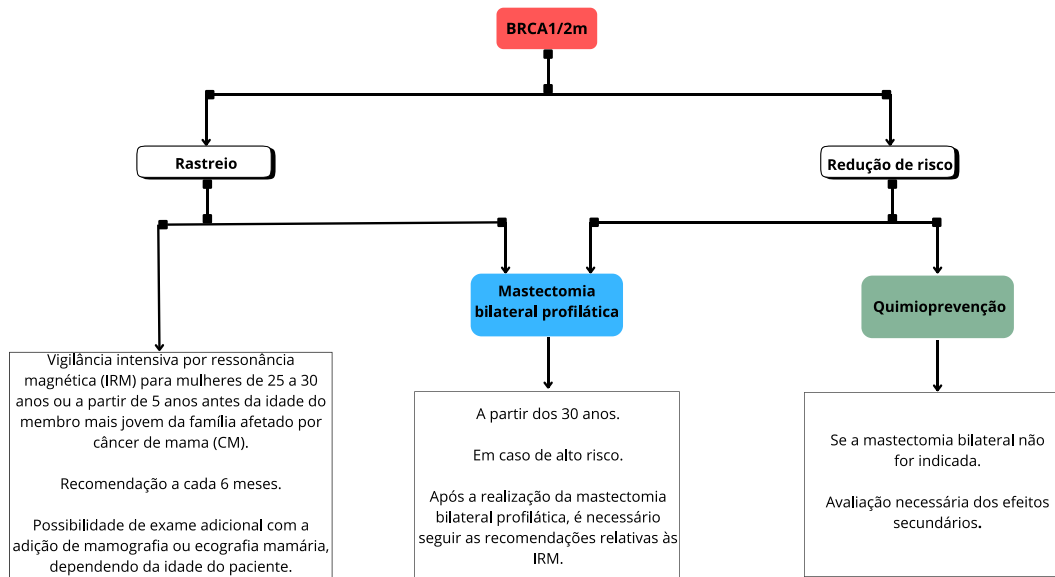 BRCA1/2m
Rastreio
Redução de risco
Mastectomia
bilateral profilática
Quimioprevenção
Vigilância intensiva por ressonância
magnética (IRM) para mulheres de 25 a 30
anos ou a partir de 5 anos antes da idade do
membro mais jovem da família afetado por
câncer de mama (CM).
Recomendação a cada 6 meses.
Possibilidade de exame adicional com a
adição de mamografia ou ecografia mamária,
dependendo da idade do paciente.
A partir dos 30 anos.
Em caso de alto risco.
Após a realização da mastectomia
bilateral profilática, é necessário
seguir as recomendações relativas às
IRM.
Se a mastectomia bilateral não
for indicada.
Avaliação necessária dos efeitos
secundários.